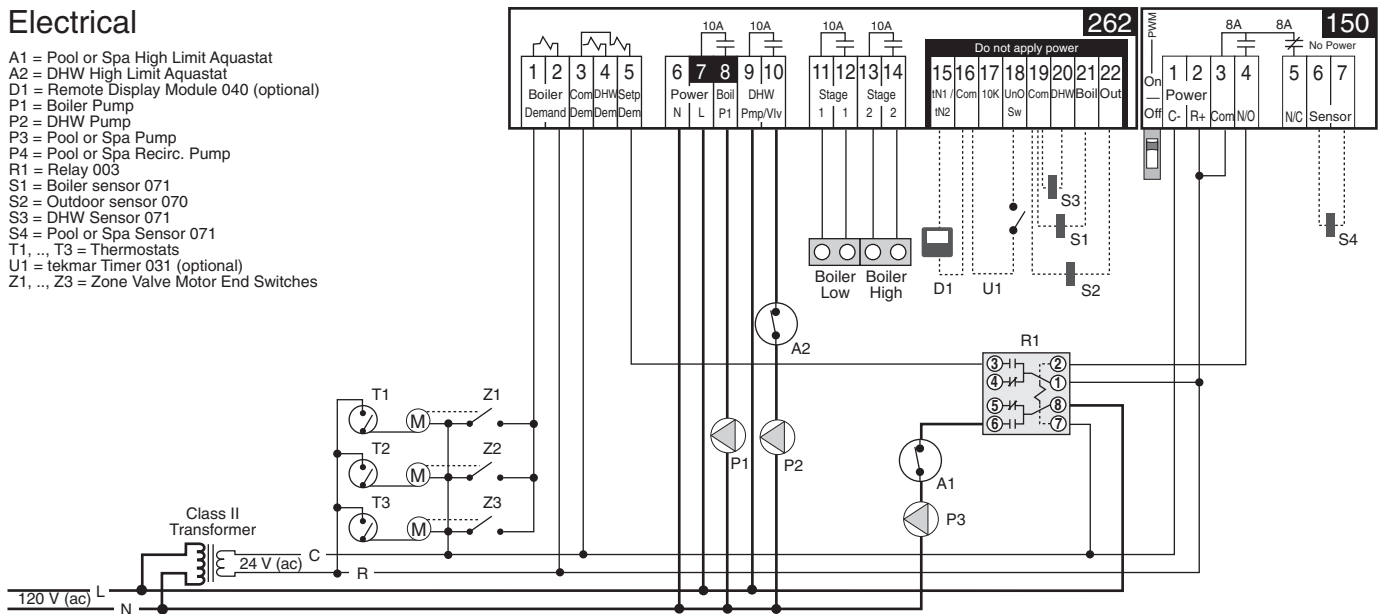 Electrical
A1 = Pool or Spa High Limit Aquastat
A2 = DHW High Limit Aquastat
D1 = Remote Display Module 040 (optional)
P1 = Boiler Pump
P2 = DHW Pump
P3 = Pool or Spa Pump
P4 = Pool or Spa Recirc. Pump
R1 = Relay 003
S1 = Boiler sensor 071
S2 = Outdoor sensor 070
S3 = DHW Sensor 071
S4 = Pool or Spa Sensor 071
T1, .., T3 = Thermostats
U1 = tekmar Timer 031 (optional)
Z1, .., Z3 = Zone Valve Motor End Switches
262
10A 10A 10A 10A
Do not apply power
1 2 3 4 5 6 7 8 9 10 11 12 13 14 15 16 17 18 19 20 21 22
Boiler Com DHW Setp Power Boil DHW Stage Stage tN1 / Com 10K UnO Com DHW Boil Out
Demand Dem Dem Dem N L P1 Pmp/Vlv 1 1 2 2 tN2 Sw
150
PWM
8A 8A
No Power
On
Off
1 2 3 4 5 6 7
Power
C- R+ Com N/O N/C Sensor
S3
S1
S2
S4
Boiler Low
Boiler High
D1
U1
A2
R1
3 2
4 1
5 8
6 7
T1 Z1
M
T2 Z2
M
T3 Z3
M
P1
P2
A1
P3
Class II
Transformer
C
24 V (ac)
R
L
120 V (ac)
N